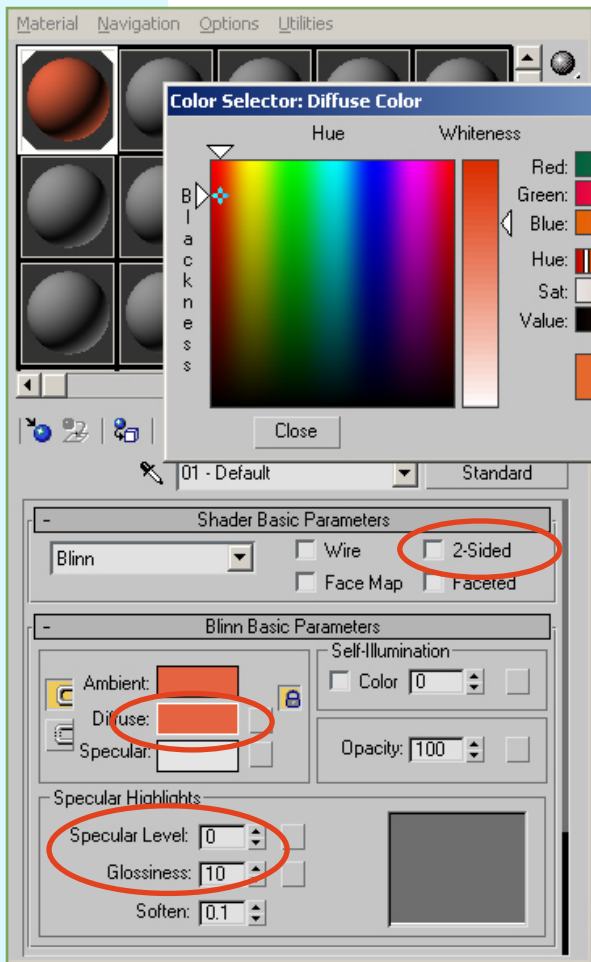 Material Navigation Options Utilities
Color Selector: Diffuse Color
Hue Whiteness
Blackness
Red:
Green:
Blue:
Hue:
Sat:
Value:
Close
01 - Default Standard
- Shader Basic Parameters
Blinn Wire 2-Sided
Face Map Faceted
- Blinn Basic Parameters
Self-Illumination
Ambient: Color 0
Diffuse:
Specular: Opacity: 100
Specular Highlights
Specular Level: 0
Glossiness: 10
Soften: 0.1